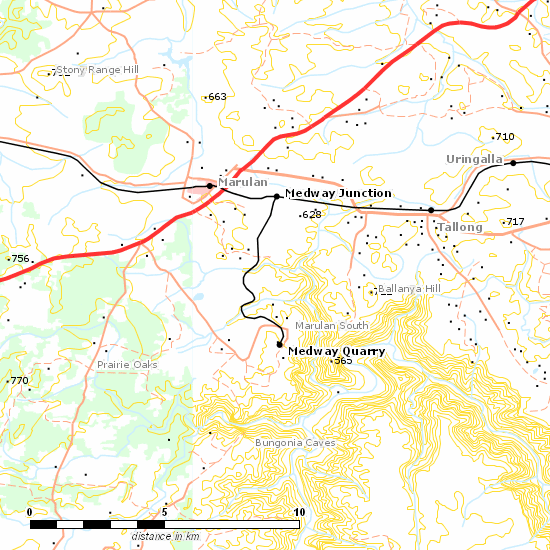 Stony Range Hill
.663
.710
Uringalla
Marulan
Medway Junction
.628
.717
Tallong
.756
Ballanya Hill
Marulan South
Medway Quarry
.565
Prairie Oaks
.770
Bungonia Caves
0 5 10
distance in km